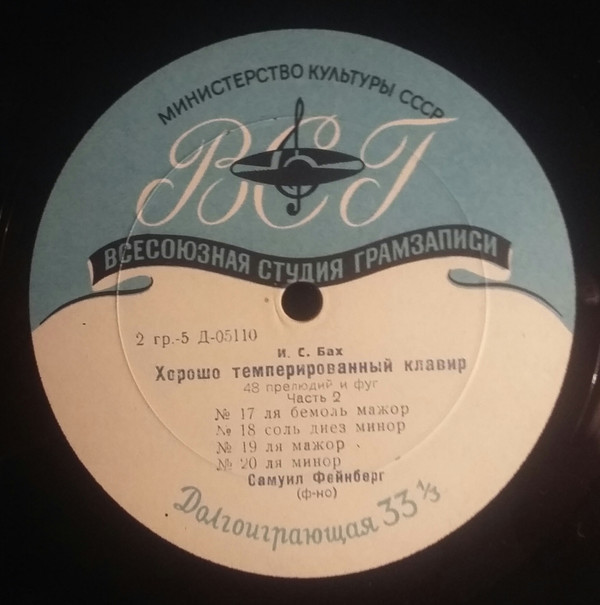 МИНИСТЕРСТВО КУЛЬТУРЫ СССР
ВСГ
ВСЕСОЮЗНАЯ СТУДИЯ ГРАМЗАПИСИ
2 гр.-5 Д-05110
И. С. Бах
Хорошо темперированный клавир
48 прелюдий и фуг
Часть 2
№ 17 ля бемоль мажор
№ 18 соль диез минор
№ 19 ля мажор
№ 20 ля минор
Самуил Фейнберг
(ф-но)
Долгоиграющая 33⅓